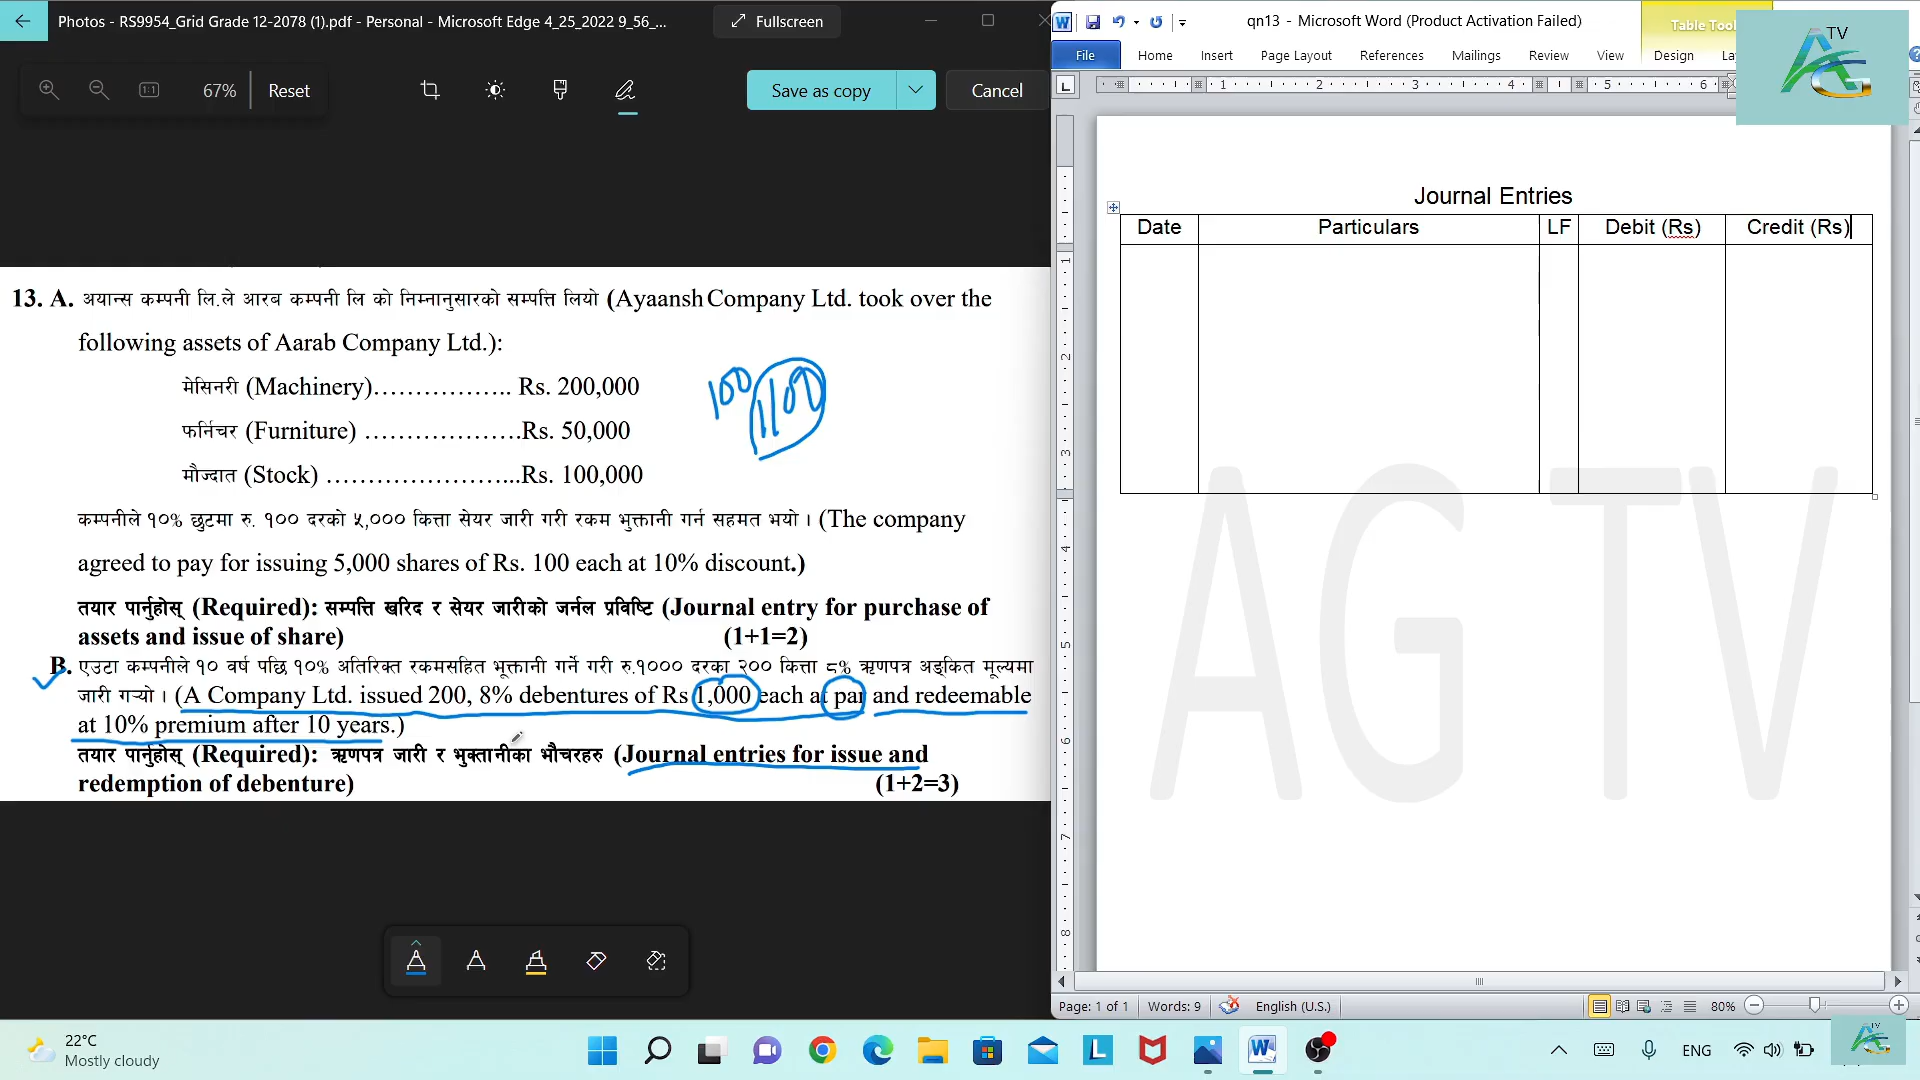 Photos - RS9954_Grid Grade 12-2078 (1).pdf - Personal - Microsoft Edge 4_25_2022 9_56_...
Fullscreen
67%
Reset
Save as copy
Cancel
13. A. अयान्स कम्पनी लि.ले आरब कम्पनी लि को निम्नानुसारको सम्पत्ति लियो (Ayaansh Company Ltd. took over the
following assets of Aarab Company Ltd.):
मेसिनरी (Machinery)…………….. Rs. 200,000
फर्निचर (Furniture) ………………….Rs. 50,000
मौज्दात (Stock) …………………...Rs. 100,000
100
1100
कम्पनीले १०% छुटमा रु. १०० दरको ५,००० कित्ता सेयर जारी गरी रकम भुक्तानी गर्न सहमत भयो । (The company
agreed to pay for issuing 5,000 shares of Rs. 100 each at 10% discount.)
तयार पार्नुहोस् (Required): सम्पत्ति खरिद र सेयर जारीको जर्नल प्रविष्टि (Journal entry for purchase of
assets and issue of share) (1+1=2)
B. एउटा कम्पनीले १० वर्ष पछि १०% अतिरिक्त रकमसहित भूक्तानी गर्ने गरी रु.१००० दरका २०० कित्ता ८% ऋणपत्र अङ्कित मूल्यमा
जारी गऱ्यो । (A Company Ltd. issued 200, 8% debentures of Rs 1,000 each at par and redeemable
at 10% premium after 10 years.)
तयार पार्नुहोस् (Required): ऋणपत्र जारी र भुक्तानीका भौचरहरु (Journal entries for issue and
redemption of debenture) (1+2=3)
qn13 - Microsoft Word (Product Activation Failed)
Table Tool
File Home Insert Page Layout References Mailings Review View Design La
TV
Journal Entries
Date Particulars LF Debit (Rs) Credit (Rs)
AG TV
Page: 1 of 1 Words: 9 English (U.S.) 80%
22°C
Mostly cloudy
ENG